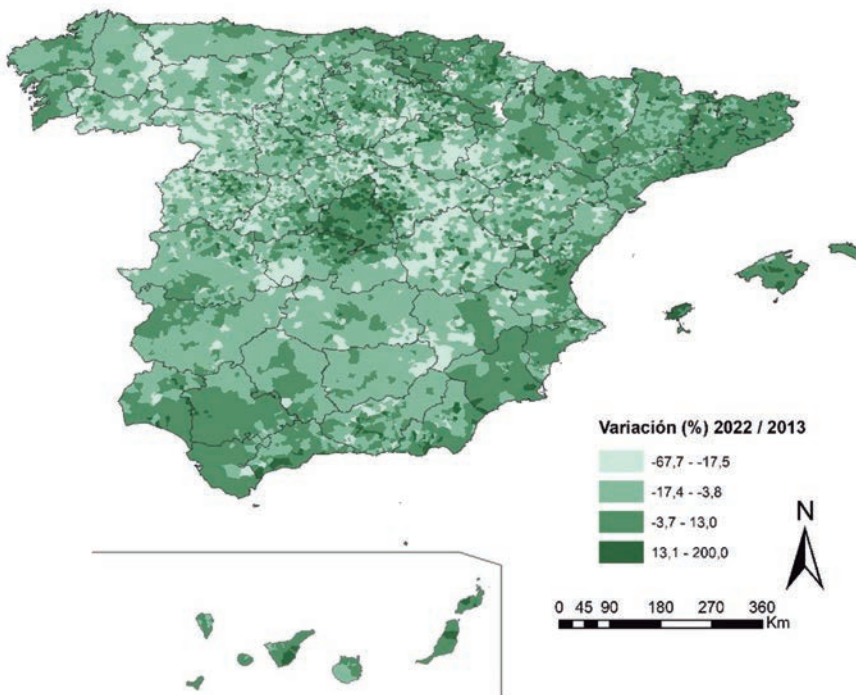 Variación (%) 2022 / 2013
-67,7 - -17,5
-17,4 - -3,8
-3,7 - 13,0
13,1 - 200,0
N
0 45 90 180 270 360
Km